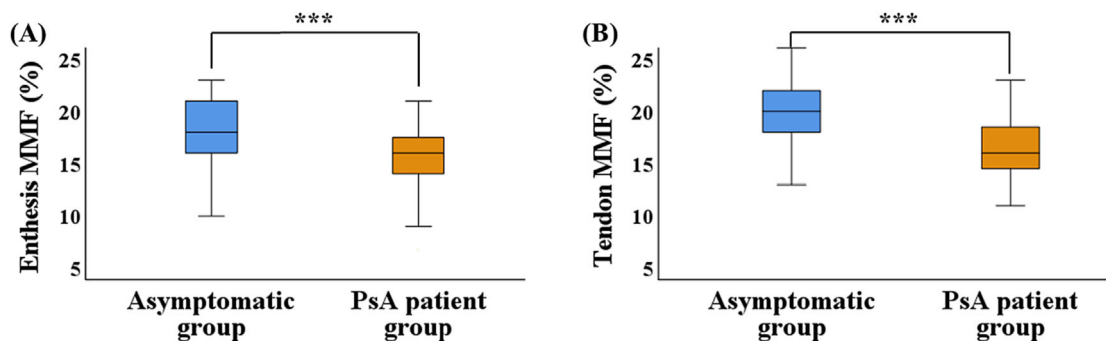 (A)
***
Enthesis MMF (%)
25
20
15
10
5
Asymptomatic
group
PsA patient
group
(B)
***
Tendon MMF (%)
25
20
15
10
5
Asymptomatic
group
PsA patient
group